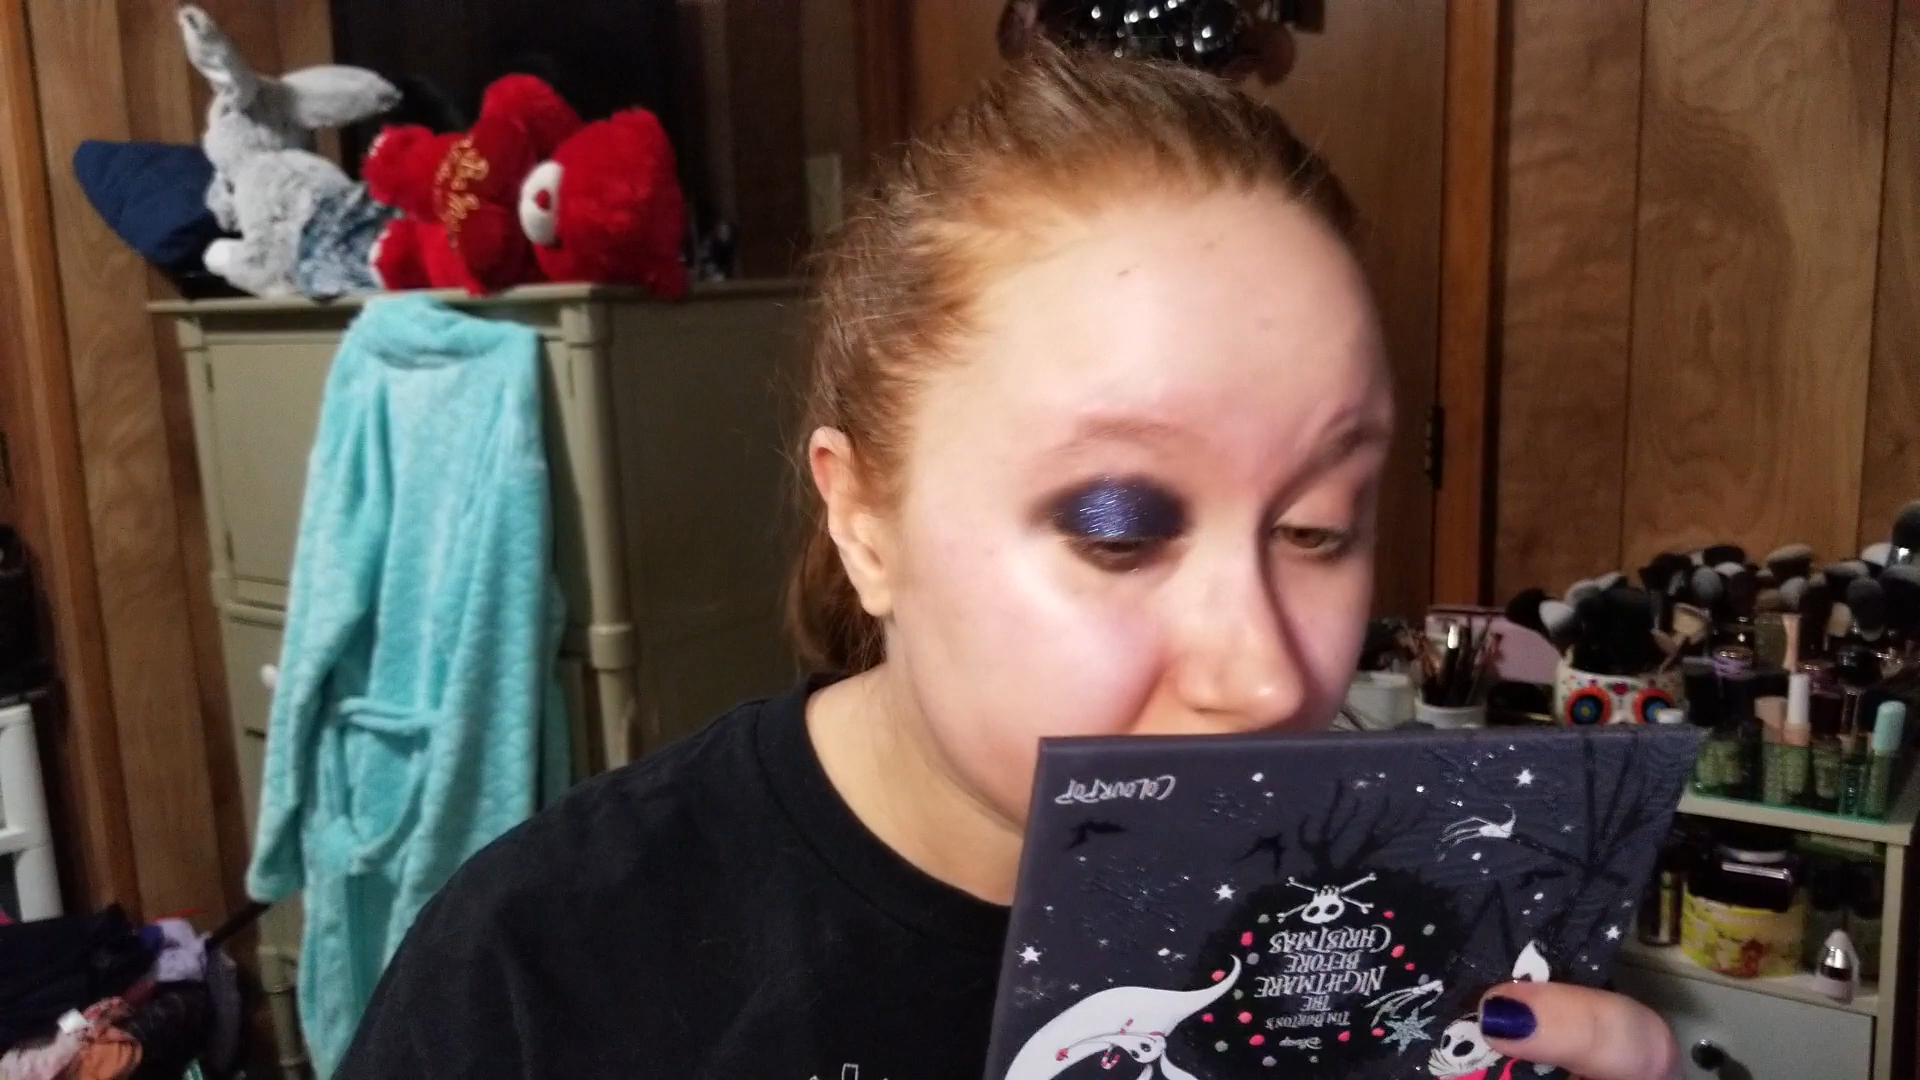 COLOURPOP
Disney
TIM BURTON'S
THE
NIGHTMARE
BEFORE
CHRISTMAS